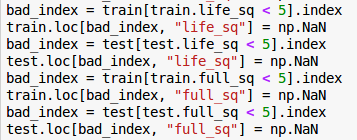 bad_index = train[train.life_sq < 5].index
train.loc[bad_index, "life_sq"] = np.NaN
bad_index = test[test.life_sq < 5].index
test.loc[bad_index, "life_sq"] = np.NaN
bad_index = train[train.full_sq < 5].index
train.loc[bad_index, "full_sq"] = np.NaN
bad_index = test[test.full_sq < 5].index
test.loc[bad_index, "full_sq"] = np.NaN